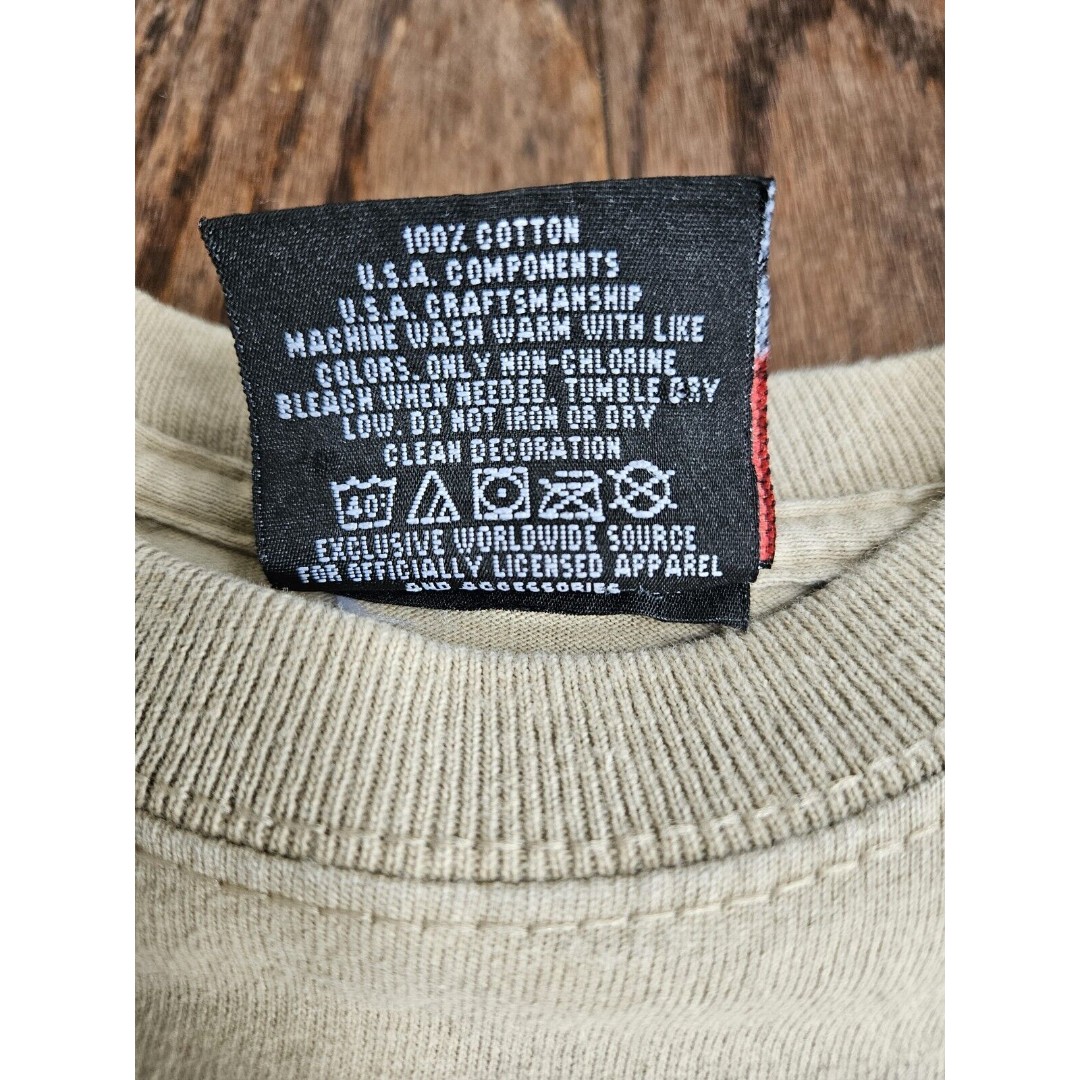 100% COTTON
U.S.A. COMPONENTS
U.S.A. CRAFTSMANSHIP
MACHINE WASH WARM WITH LIKE
COLORS. ONLY NON-CHLORINE
BLEACH WHEN NEEDED. TUMBLE DRY
LOW. DO NOT IRON OR DRY
CLEAN DECORATION
40°
EXCLUSIVE WORLDWIDE SOURCE
FOR OFFICIALLY LICENSED APPAREL
AND ACCESSORIES